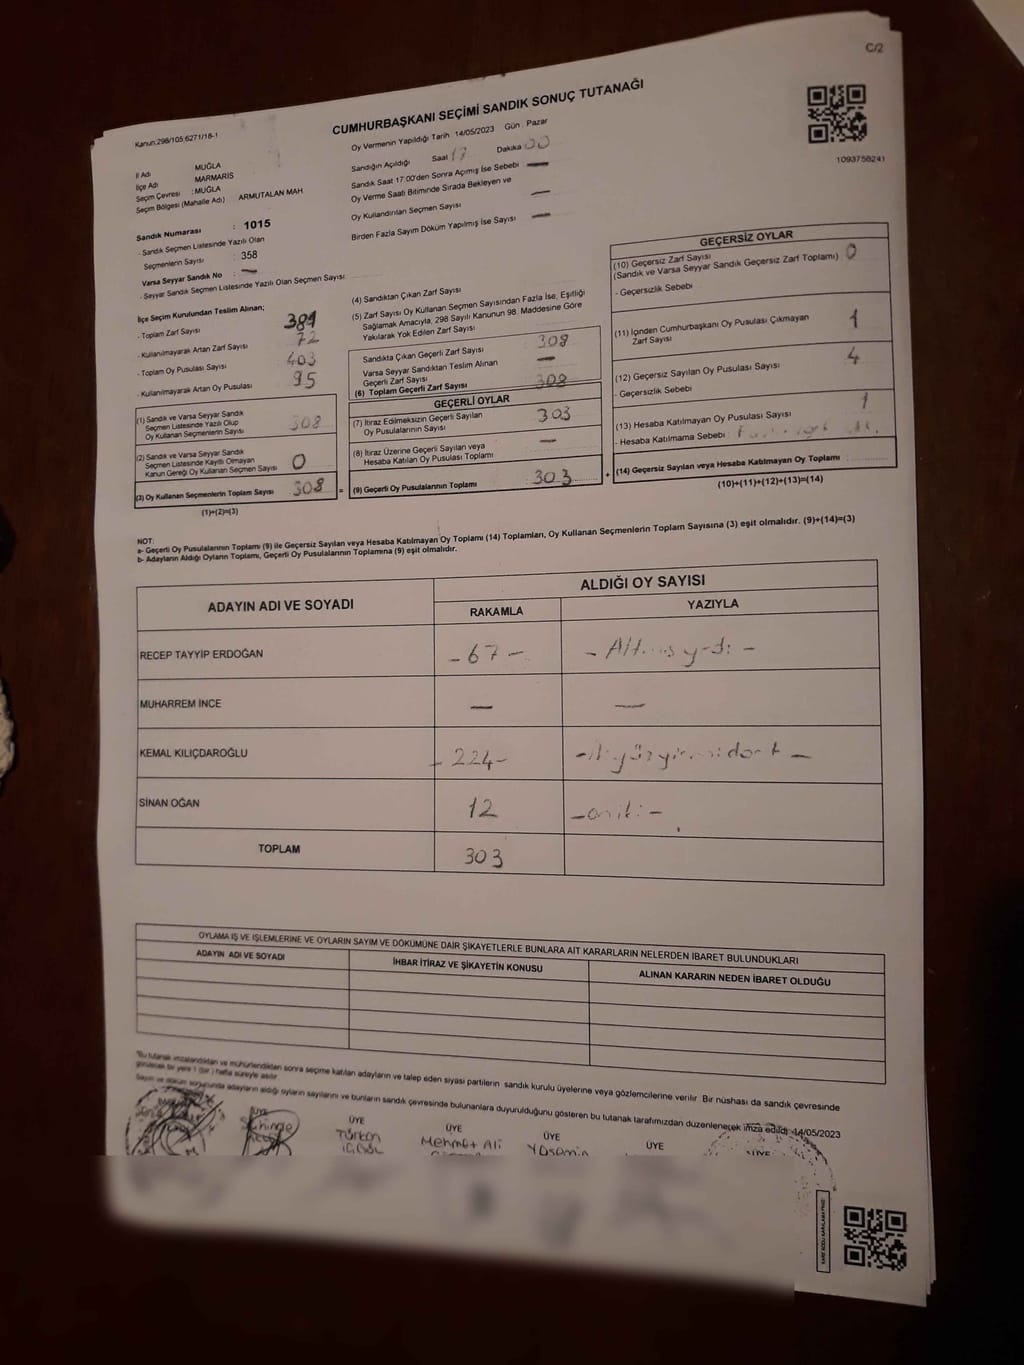 C/2
Kanun:298/105 6271/18-1
CUMHURBAŞKANI SEÇİMİ SANDIK SONUÇ TUTANAĞI
1093756241
Oy Vermenin Yapıldığı Tarih 14/05/2023 Gün . Pazar
İl Adı MUĞLA
İlçe Adı MARMARİS
Seçim Çevresi : MUĞLA
Seçim Bölgesi (Mahalle Adı) ARMUTALAN MAH
Sandığın Açıldığı Saat 17 Dakika 00
Sandık Saat 17:00'den Sonra Açımış İse Sebebi —
Oy Verme Saati Bitiminde Sırada Bekleyen ve
Oy Kullandırılan Seçmen Sayısı —
Birden Fazla Sayım Döküm Yapılmış İse Sayısı —
Sandık Numarası : 1015
- Sandık Seçmen Listesinde Yazılı Olan
Seçmenlerin Sayısı : 358
Varsa Seyyar Sandık No : —
- Seyyar Sandık Seçmen Listesinde Yazılı Olan Seçmen Sayısı:
İlçe Seçim Kurulundan Teslim Alınan;
- Toplam Zarf Sayısı
- Kullanılmayarak Artan Zarf Sayısı 72
- Toplam Oy Pusulası Sayısı 403
- Kullanılmayarak Artan Oy Pusulası 95
(1) Sandık ve Varsa Seyyar Sandık
Seçmen Listesinde Yazılı Olup
Oy Kullanan Seçmenlerin Sayısı 308
(2) Sandık ve Varsa Seyyar Sandık
Seçmen Listesinde Kayıtlı Olmayan
Kanun Gereği Oy Kullanan Seçmen Sayısı 0
(3) Oy Kullanan Seçmenlerin Toplam Sayısı 308 =
(1)+(2)=(3)
(4) Sandıktan Çıkan Zarf Sayısı
(5) Zarf Sayısı Oy Kullanan Seçmen Sayısından Fazla İse, Eşitliği
Sağlamak Amacıyla, 298 Sayılı Kanunun 98. Maddesine Göre
Yakılarak Yok Edilen Zarf Sayısı
Sandıkta Çıkan Geçerli Zarf Sayısı 308
Varsa Seyyar Sandıktan Teslim Alınan
Geçerli Zarf Sayısı —
(6) Toplam Geçerli Zarf Sayısı 308
GEÇERLİ OYLAR
(7) İtiraz Edilmeksizin Geçerli Sayılan
Oy Pusulalarının Sayısı 303
(8) İtiraz Üzerine Geçerli Sayılan veya
Hesaba Katılan Oy Pusulası Toplamı —
(9) Geçerli Oy Pusulalarının Toplamı 303 +
GEÇERSİZ OYLAR
(10) Geçersiz Zarf Sayısı
(Sandık ve Varsa Seyyar Sandık Geçersiz Zarf Toplamı) 0
- Geçersizlik Sebebi
(11) İçinden Cumhurbaşkanı Oy Pusulası Çıkmayan
Zarf Sayısı 1
(12) Geçersiz Sayılan Oy Pusulası Sayısı 4
- Geçersizlik Sebebi
(13) Hesaba Katılmayan Oy Pusulası Sayısı 1
- Hesaba Katılmama Sebebi
(14) Geçersiz Sayılan veya Hesaba Katılmayan Oy Toplamı
(10)+(11)+(12)+(13)=(14)
NOT:
a- Geçerli Oy Pusulalarının Toplamı (9) ile Geçersiz Sayılan veya Hesaba Katılmayan Oy Toplamı (14) Toplamları, Oy Kullanan Seçmenlerin Toplam Sayısına (3) eşit olmalıdır. (9)+(14)=(3)
b- Adayların Aldığı Oyların Toplamı, Geçerli Oy Pusulalarının Toplamına (9) eşit olmalıdır.
ADAYIN ADI VE SOYADI ALDIĞI OY SAYISI
RAKAMLA YAZIYLA
RECEP TAYYİP ERDOĞAN - 67 - - Altmışyedi -
MUHARREM İNCE — —
KEMAL KILIÇDAROĞLU - 224 - - ikiyüzyirmidört -
SİNAN OĞAN 12 - oniki -
TOPLAM 303
OYLAMA İŞ VE İŞLEMLERİNE VE OYLARIN SAYIM VE DÖKÜMÜNE DAİR ŞİKAYETLERLE BUNLARA AİT KARARLARIN NELERDEN İBARET BULUNDUKLARI
ADAYIN ADI VE SOYADI İHBAR İTİRAZ VE ŞİKAYETİN KONUSU ALINAN KARARIN NEDEN İBARET OLDUĞU
"Bu tutanak imzalandıktan ve mühürlendikten sonra seçime katılan adayların ve talep eden siyasi partilerin sandık kurulu üyelerine veya gözlemcilerine verilir. Bir nüshası da sandık çevresinde
görülecek bir yere 1 (bir) hafta süreyle asılır
Sayım ve döküm sonucunda adayların aldığı oyların sayılarını ve bunların sandık çevresinde bulunanlara duyurulduğunu gösteren bu tutanak tarafımızdan düzenlenerek imza edildi. 14/05/2023
ÜYE ÜYE ÜYE ÜYE ÜYE ÜYE
Türkan Mehmet Ali Yasemin